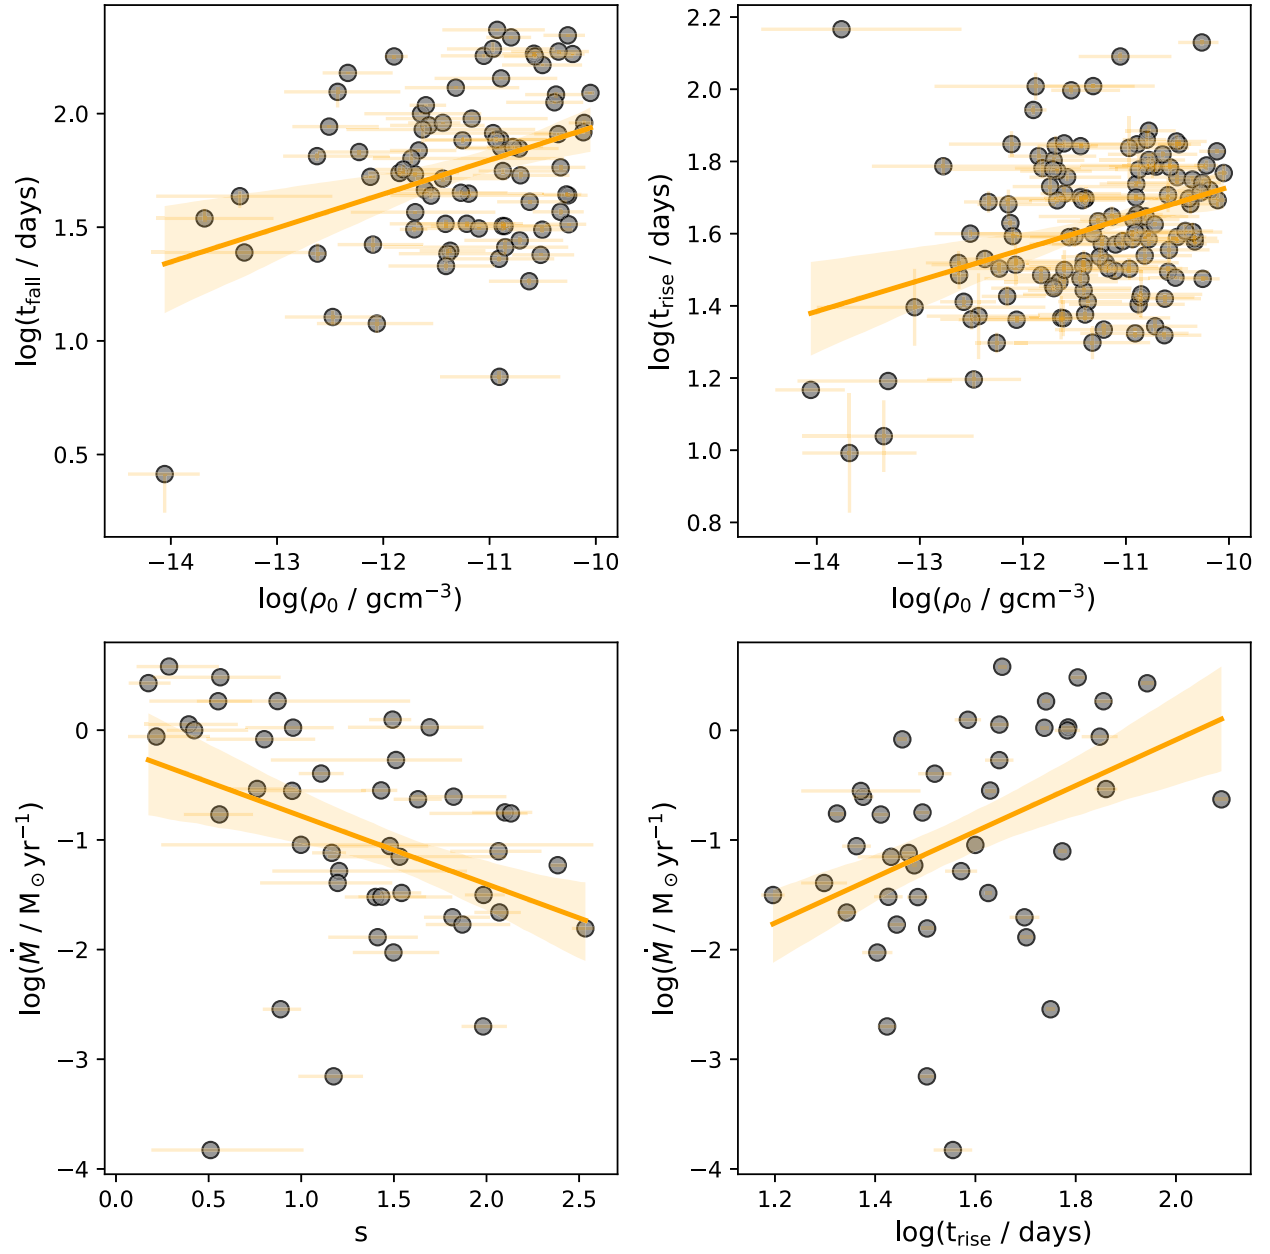 2.0
1.5
1.0
0.5
log(t_fall / days)
−14 −13 −12 −11 −10
log(ρ₀ / gcm⁻³)
2.2
2.0
1.8
1.6
1.4
1.2
1.0
0.8
log(t_rise / days)
−14 −13 −12 −11 −10
log(ρ₀ / gcm⁻³)
0
−1
−2
−3
−4
log(Ṁ / M⊙ yr⁻¹)
0.0 0.5 1.0 1.5 2.0 2.5
s
0
−1
−2
−3
−4
log(Ṁ / M⊙ yr⁻¹)
1.2 1.4 1.6 1.8 2.0
log(t_rise / days)